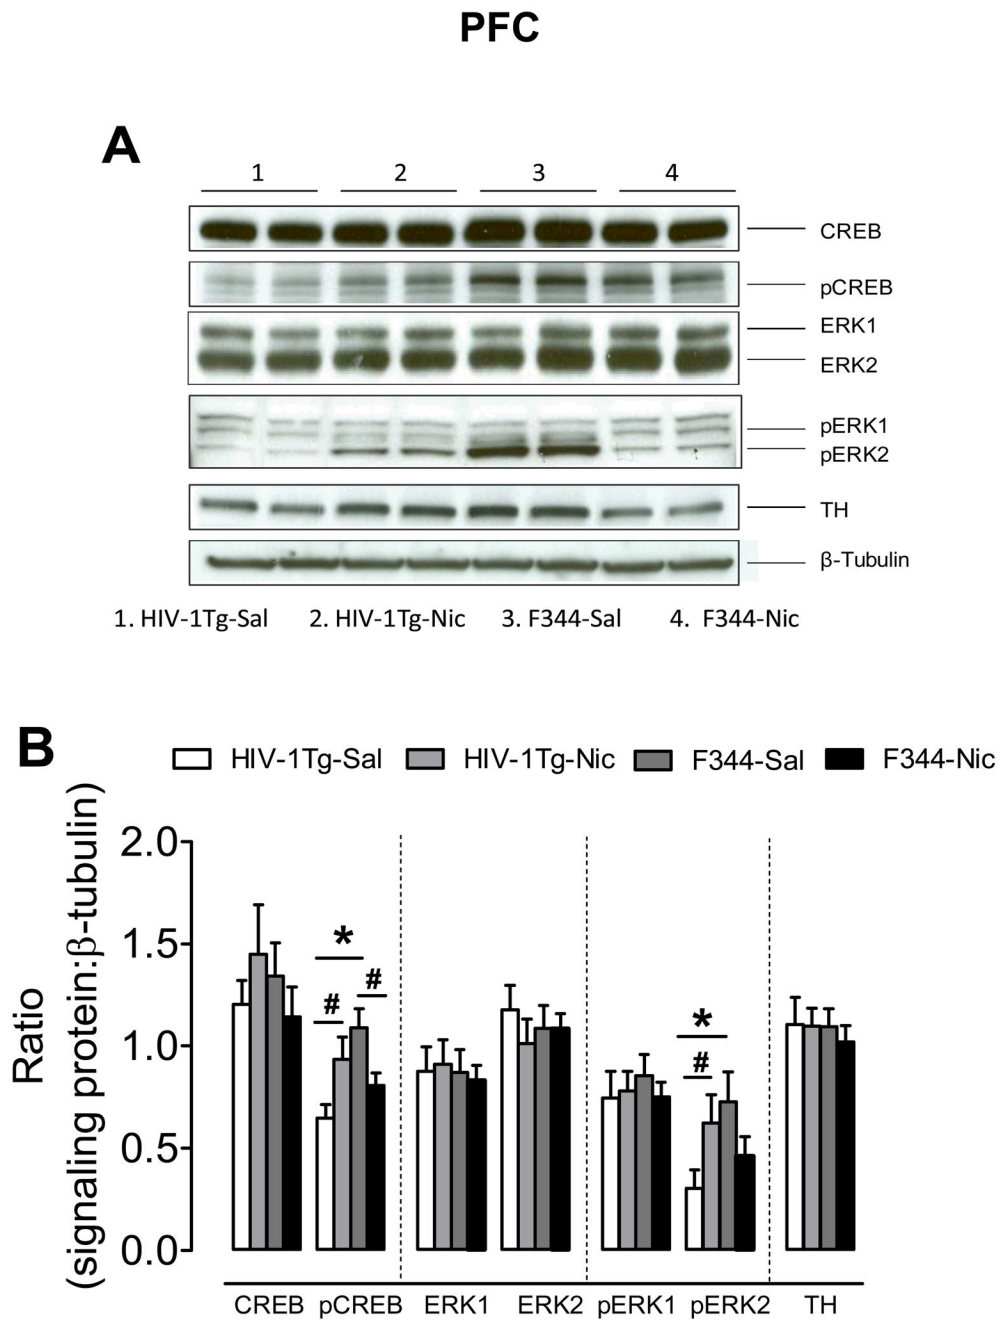 PFC
A
1 2 3 4
CREB
pCREB
ERK1
ERK2
pERK1
pERK2
TH
β-Tubulin
1. HIV-1Tg-Sal 2. HIV-1Tg-Nic 3. F344-Sal 4. F344-Nic
B
HIV-1Tg-Sal HIV-1Tg-Nic F344-Sal F344-Nic
Ratio
(signaling protein:β-tubulin)
2.0
1.5
1.0
0.5
0.0
*
#
#
*
#
CREB pCREB ERK1 ERK2 pERK1 pERK2 TH